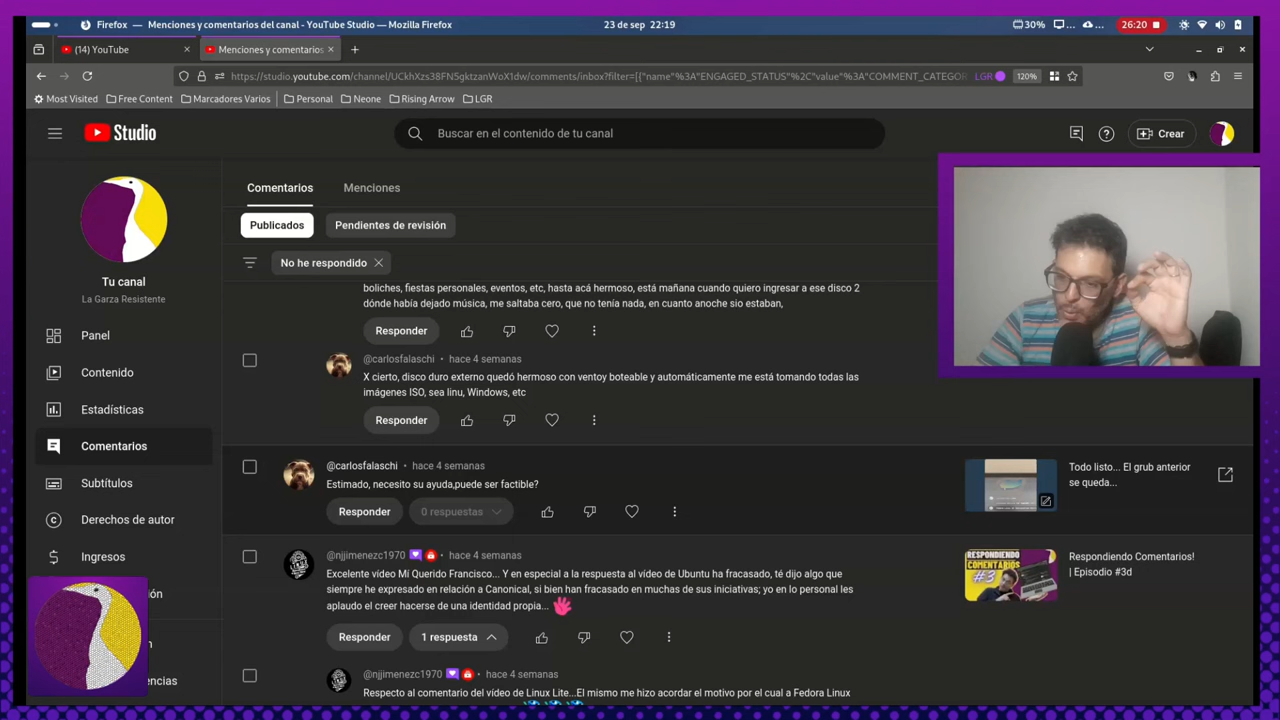 Firefox — Menciones y comentarios del canal - YouTube Studio — Mozilla Firefox
23 de sep 22:19
30%
26:20
(14) YouTube
Menciones y comentarios
https://studio.youtube.com/channel/UCkhXzs38FN5gktzanWoX1dw/comments/inbox?filter=[{"name"%3A"ENGAGED_STATUS"%2C"value"%3A"COMMENT_CATEGOR
LGR
120%
Most Visited
Free Content
Marcadores Varios
Personal
Neone
Rising Arrow
LGR
Studio
Buscar en el contenido de tu canal
Crear
Tu canal
La Garza Resistente
Panel
Contenido
Estadísticas
Comentarios
Subtítulos
Derechos de autor
Ingresos
Comentarios
Menciones
Publicados
Pendientes de revisión
No he respondido
boliches, fiestas personales, eventos, etc, hasta acá hermoso, está mañana cuando quiero ingresar a ese disco 2
dónde había dejado música, me saltaba cero, que no tenía nada, en cuanto anoche sio estaban,
Responder
@carlosfalaschi • hace 4 semanas
X cierto, disco duro externo quedó hermoso con ventoy boteable y automáticamente me está tomando todas las
imágenes ISO, sea linu, Windows, etc
Responder
@carlosfalaschi • hace 4 semanas
Estimado, necesito su ayuda,puede ser factible?
Responder
0 respuestas
Todo listo... El grub anterior
se queda...
@njjimenezc1970 • hace 4 semanas
Excelente vídeo Mí Querido Francisco... Y en especial a la respuesta al vídeo de Ubuntu ha fracasado, té dijo algo que
siempre he expresado en relación a Canonical, si bien han fracasado en muchas de sus iniciativas; yo en lo personal les
aplaudo el creer hacerse de una identidad propia...
Responder
1 respuesta
RESPONDIENDO
COMENTARIOS
#3
Respondiendo Comentarios!
| Episodio #3d
@njjimenezc1970 • hace 4 semanas
Respecto al comentario del vídeo de Linux Lite...El mismo me hizo acordar el motivo por el cual a Fedora Linux